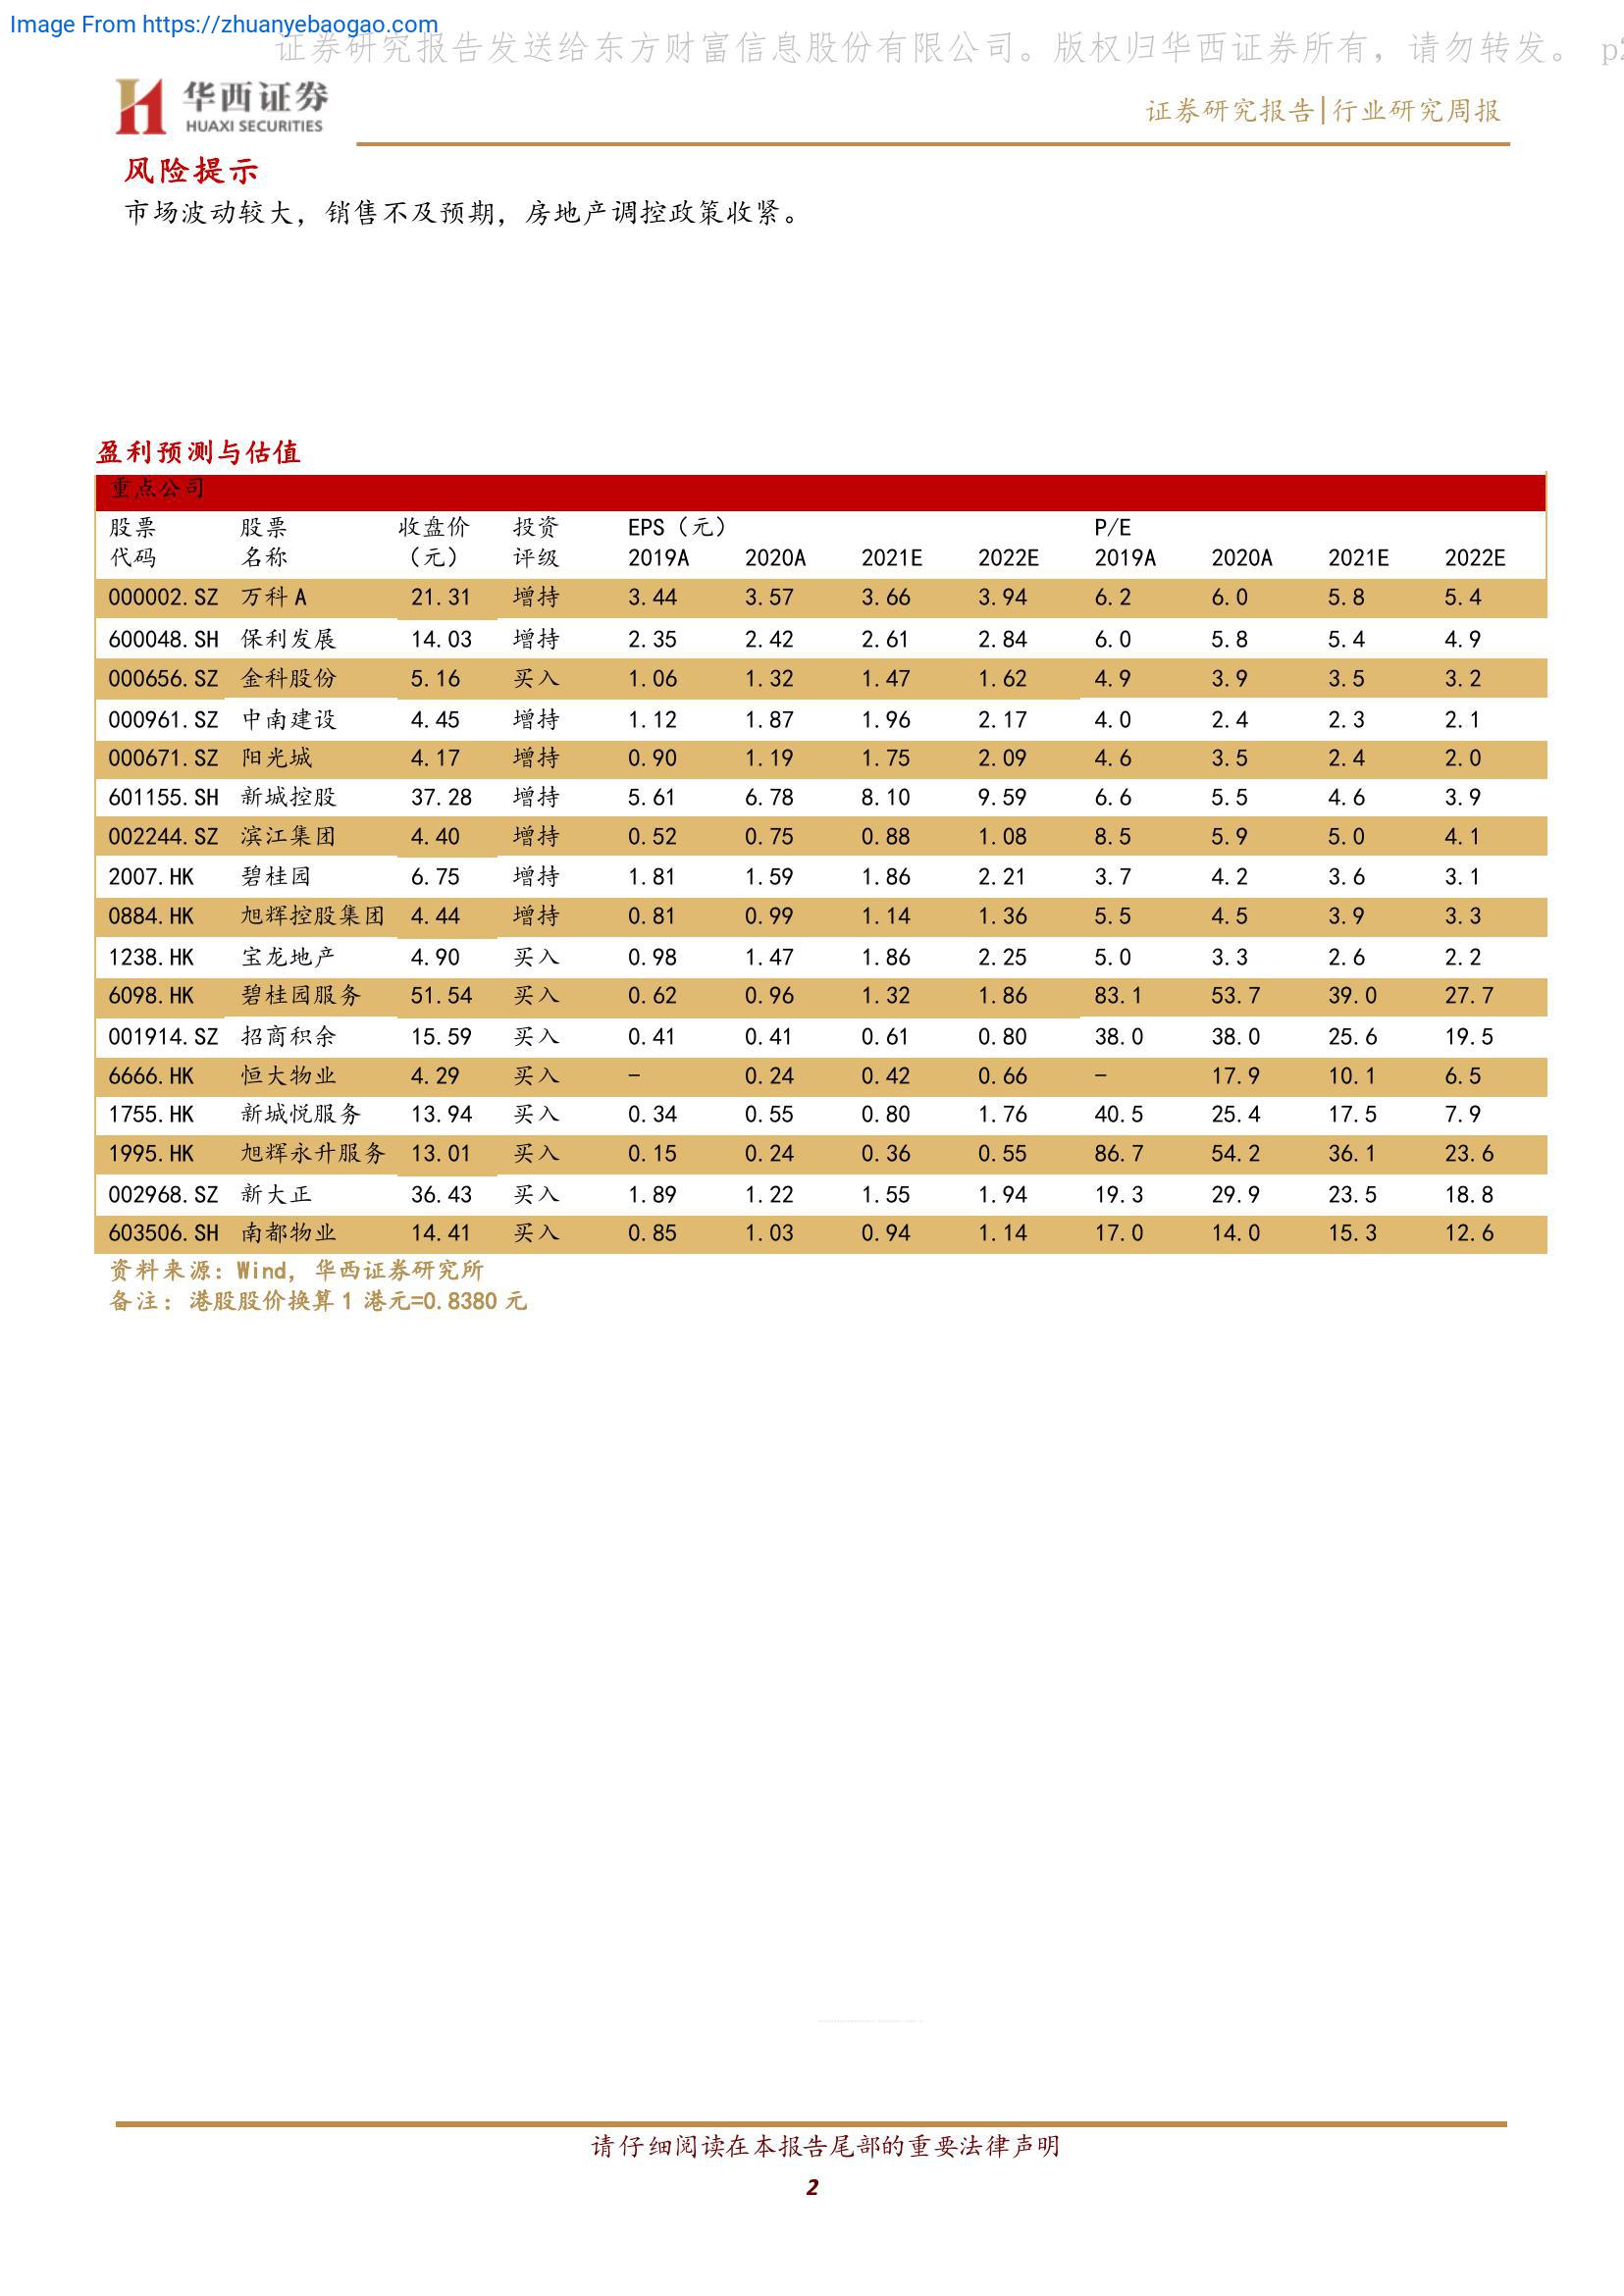 Image From https://zhuanyebaogao.com
证券研究报告发送给东方财富信息股份有限公司。版权归华西证券所有，请勿转发。 p2
华西证券
HUAXI SECURITIES
证券研究报告|行业研究周报
风险提示
市场波动较大，销售不及预期，房地产调控政策收紧。
盈利预测与估值
重点公司
股票 股票 收盘价 投资 EPS（元） P/E
代码 名称 （元） 评级 2019A 2020A 2021E 2022E 2019A 2020A 2021E 2022E
000002.SZ 万科A 21.31 增持 3.44 3.57 3.66 3.94 6.2 6.0 5.8 5.4
600048.SH 保利发展 14.03 增持 2.35 2.42 2.61 2.84 6.0 5.8 5.4 4.9
000656.SZ 金科股份 5.16 买入 1.06 1.32 1.47 1.62 4.9 3.9 3.5 3.2
000961.SZ 中南建设 4.45 增持 1.12 1.87 1.96 2.17 4.0 2.4 2.3 2.1
000671.SZ 阳光城 4.17 增持 0.90 1.19 1.75 2.09 4.6 3.5 2.4 2.0
601155.SH 新城控股 37.28 增持 5.61 6.78 8.10 9.59 6.6 5.5 4.6 3.9
002244.SZ 滨江集团 4.40 增持 0.52 0.75 0.88 1.08 8.5 5.9 5.0 4.1
2007.HK 碧桂园 6.75 增持 1.81 1.59 1.86 2.21 3.7 4.2 3.6 3.1
0884.HK 旭辉控股集团 4.44 增持 0.81 0.99 1.14 1.36 5.5 4.5 3.9 3.3
1238.HK 宝龙地产 4.90 买入 0.98 1.47 1.86 2.25 5.0 3.3 2.6 2.2
6098.HK 碧桂园服务 51.54 买入 0.62 0.96 1.32 1.86 83.1 53.7 39.0 27.7
001914.SZ 招商积余 15.59 买入 0.41 0.41 0.61 0.80 38.0 38.0 25.6 19.5
6666.HK 恒大物业 4.29 买入 - 0.24 0.42 0.66 - 17.9 10.1 6.5
1755.HK 新城悦服务 13.94 买入 0.34 0.55 0.80 1.76 40.5 25.4 17.5 7.9
1995.HK 旭辉永升服务 13.01 买入 0.15 0.24 0.36 0.55 86.7 54.2 36.1 23.6
002968.SZ 新大正 36.43 买入 1.89 1.22 1.55 1.94 19.3 29.9 23.5 18.8
603506.SH 南都物业 14.41 买入 0.85 1.03 0.94 1.14 17.0 14.0 15.3 12.6
资料来源：Wind，华西证券研究所
备注：港股股价换算 1 港元=0.8380 元
请仔细阅读在本报告尾部的重要法律声明
2